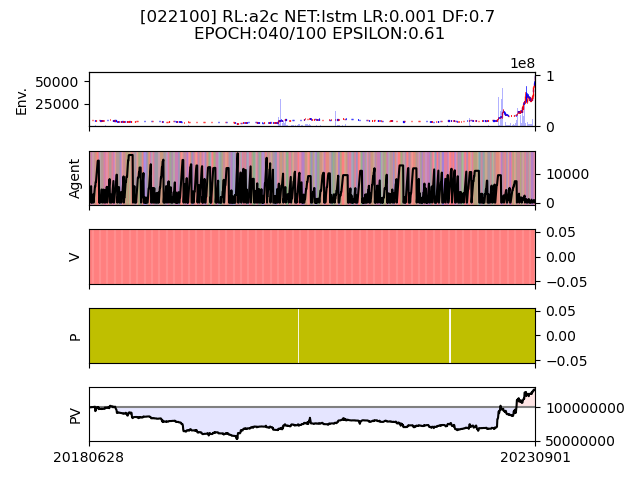 [022100] RL:a2c NET:lstm LR:0.001 DF:0.7
EPOCH:040/100 EPSILON:0.61
1e8
Env.
50000
25000
1
0
Agent
10000
0
V
0.05
0.00
−0.05
P
0.05
0.00
−0.05
PV
100000000
50000000
20180628
20230901